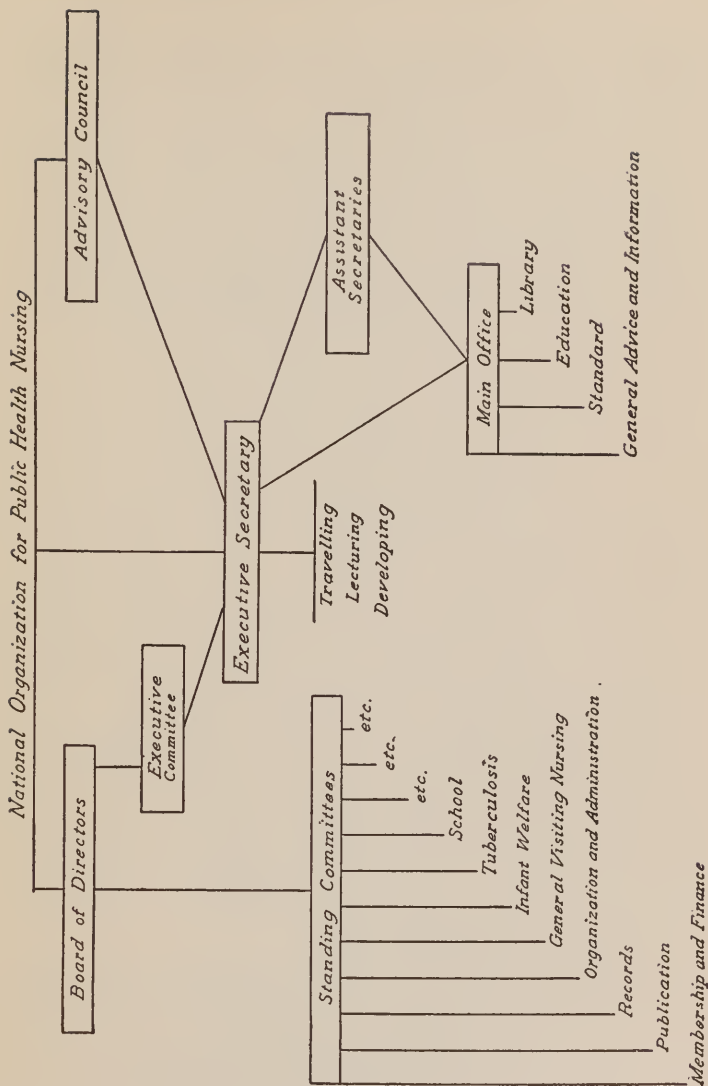 National Organization for Public Health Nursing
Board of Directors
Advisory Council
Executive
Committee
Executive Secretary
Assistant
Secretaries
Travelling
Lecturing
Developing
Standing Committees
etc.
etc.
etc.
School
Tuberculosis
Infant Welfare
General Visiting Nursing
Organization and Administration.
Records
Publication
Membership and Finance
Main Office
Library
Education
Standard
General Advice and Information